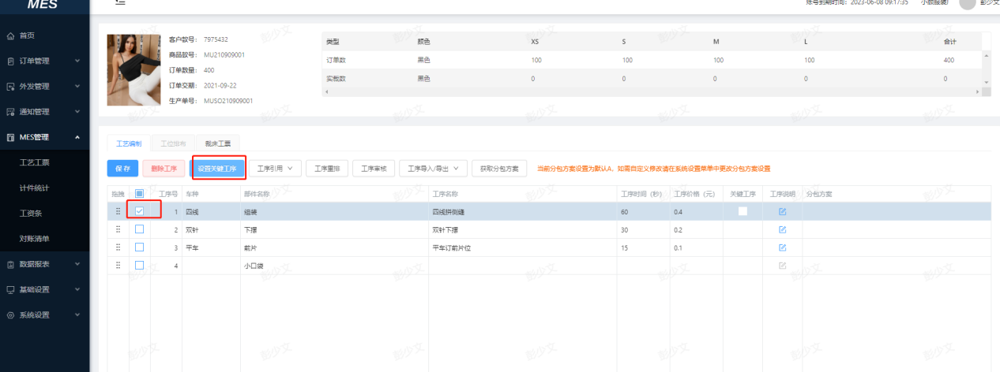 MES
账号到期时间：2023-06-08 09:17:35 小颜服装厂 彭少文
首页
订单管理
外发管理
通知管理
MES管理
工艺工票
计件统计
工资条
对账清单
数据报表
基础设置
系统设置
客户款号： 7975432
商品款号： MU210909001
订单数量： 400
订单交期： 2021-09-22
生产单号： MUSO210909001
类型 颜色 XS S M L 合计
订单数 黑色 100 100 100 100 400
实裁数 黑色 0 0 0 0 0
工艺编制 工位组布 裁床工票
保存 删除工序 设置关键工序 工序引用 工序重排 工序审核 工序导入/导出 获取分包方案 当前分包方案设置为默认A，如需自定义修改请在系统设置菜单中更改分包方案设置
拖拽 工序号 车种 部件名称 工序名称 工序时间（秒） 工序价格（元） 关键工序 工序说明 分包方案
1 四线 组装 四线拼侧缝 60 0.4
2 双针 下摆 双针下摆 30 0.2
3 平车 前片 平车订前片位 15 0.1
4 小口袋
彭少文